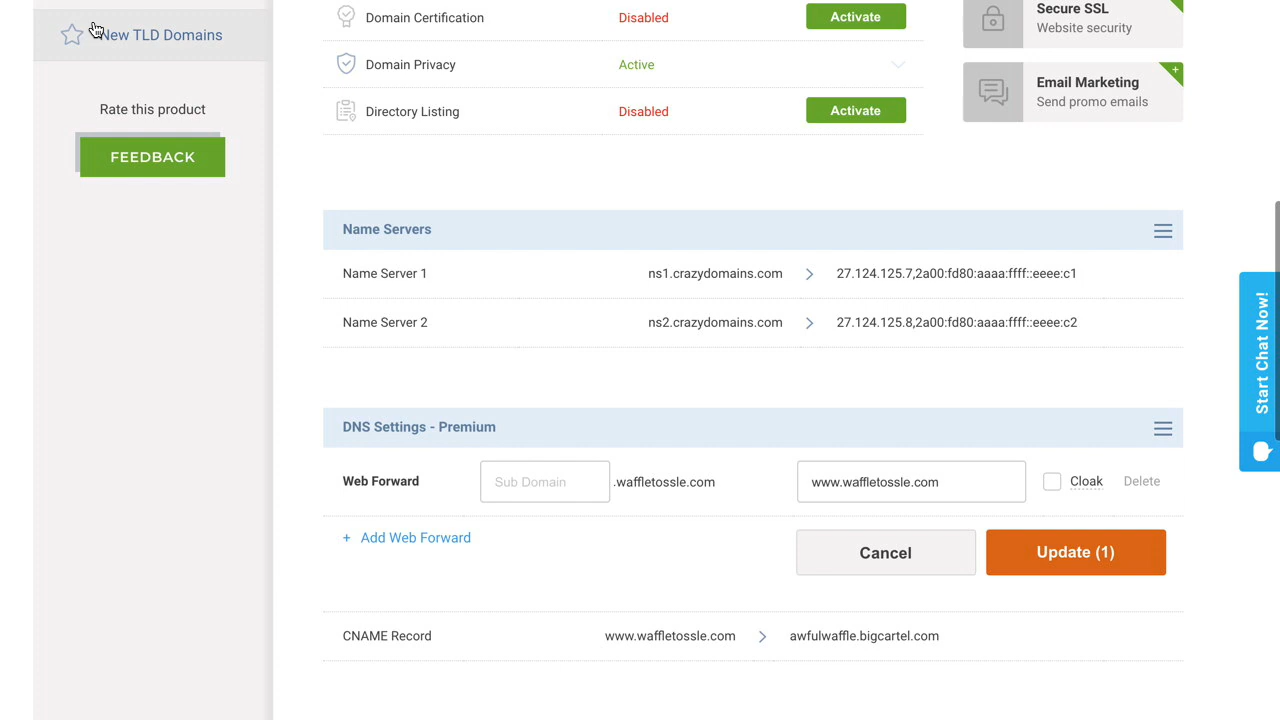 New TLD Domains
Rate this product
FEEDBACK
Domain Certification Disabled Activate
Domain Privacy Active
Directory Listing Disabled Activate
Secure SSL
Website security
+
Email Marketing
Send promo emails
Name Servers
Name Server 1 ns1.crazydomains.com 27.124.125.7,2a00:fd80:aaaa:ffff::eeee:c1
Name Server 2 ns2.crazydomains.com 27.124.125.8,2a00:fd80:aaaa:ffff::eeee:c2
DNS Settings - Premium
Web Forward Sub Domain .waffletossle.com www.waffletossle.com Cloak Delete
+ Add Web Forward Cancel Update (1)
CNAME Record www.waffletossle.com awfulwaffle.bigcartel.com
Start Chat Now!